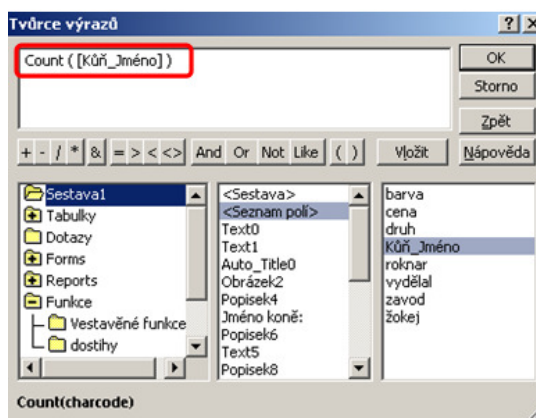 Tvůrce výrazů
Count ( [Kůň_Jméno] )
OK
Storno
Zpět
+ - / * & = > < <> And Or Not Like ( ) Vložit Nápověda
Sestava1
Tabulky
Dotazy
Forms
Reports
Funkce
Vestavěné funkce
dostihy
<Sestava>
<Seznam polí>
Text0
Text1
Auto_Title0
Obrázek2
Popisek4
Jméno koně:
Popisek6
Text5
Popisek8
barva
cena
druh
Kůň_Jméno
roknar
vydělal
zavod
žokej
Count(charcode)